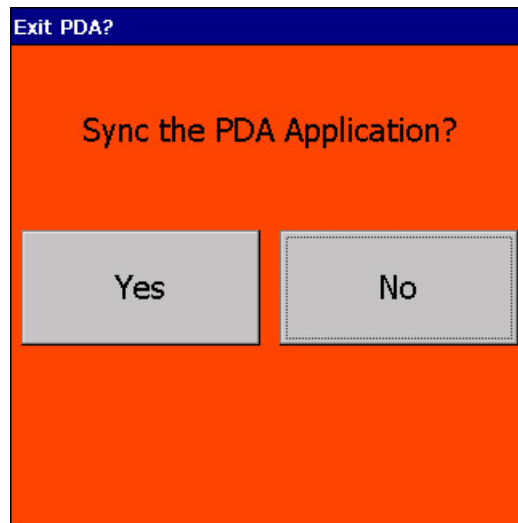 Exit PDA?
Sync the PDA Application?
Yes
No